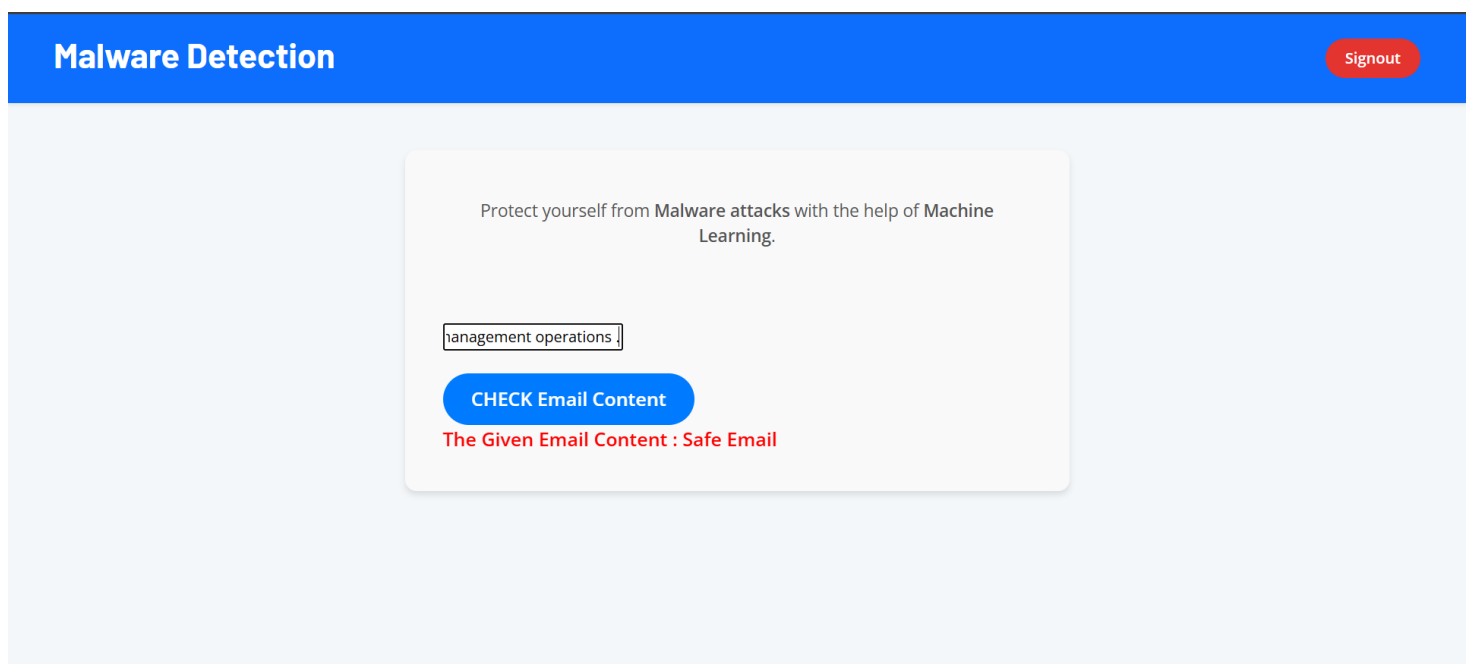 Malware Detection
Signout
Protect yourself from Malware attacks with the help of Machine
Learning.
management operations .
CHECK Email Content
The Given Email Content : Safe Email